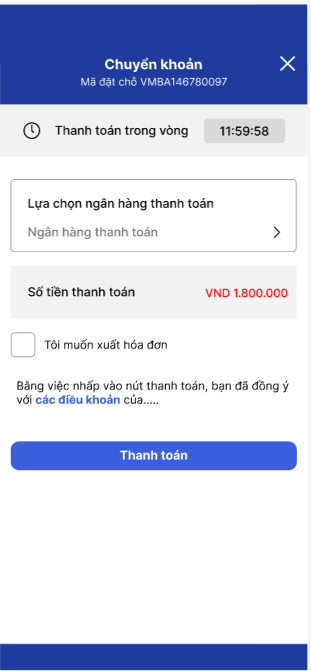 Chuyển khoản
Mã đặt chỗ VMBA146780097
Thanh toán trong vòng 11:59:58
Lựa chọn ngân hàng thanh toán
Ngân hàng thanh toán
Số tiền thanh toán VND 1.800.000
Tôi muốn xuất hóa đơn
Bằng việc nhấp vào nút thanh toán, bạn đã đồng ý
với các điều khoản của.....
Thanh toán